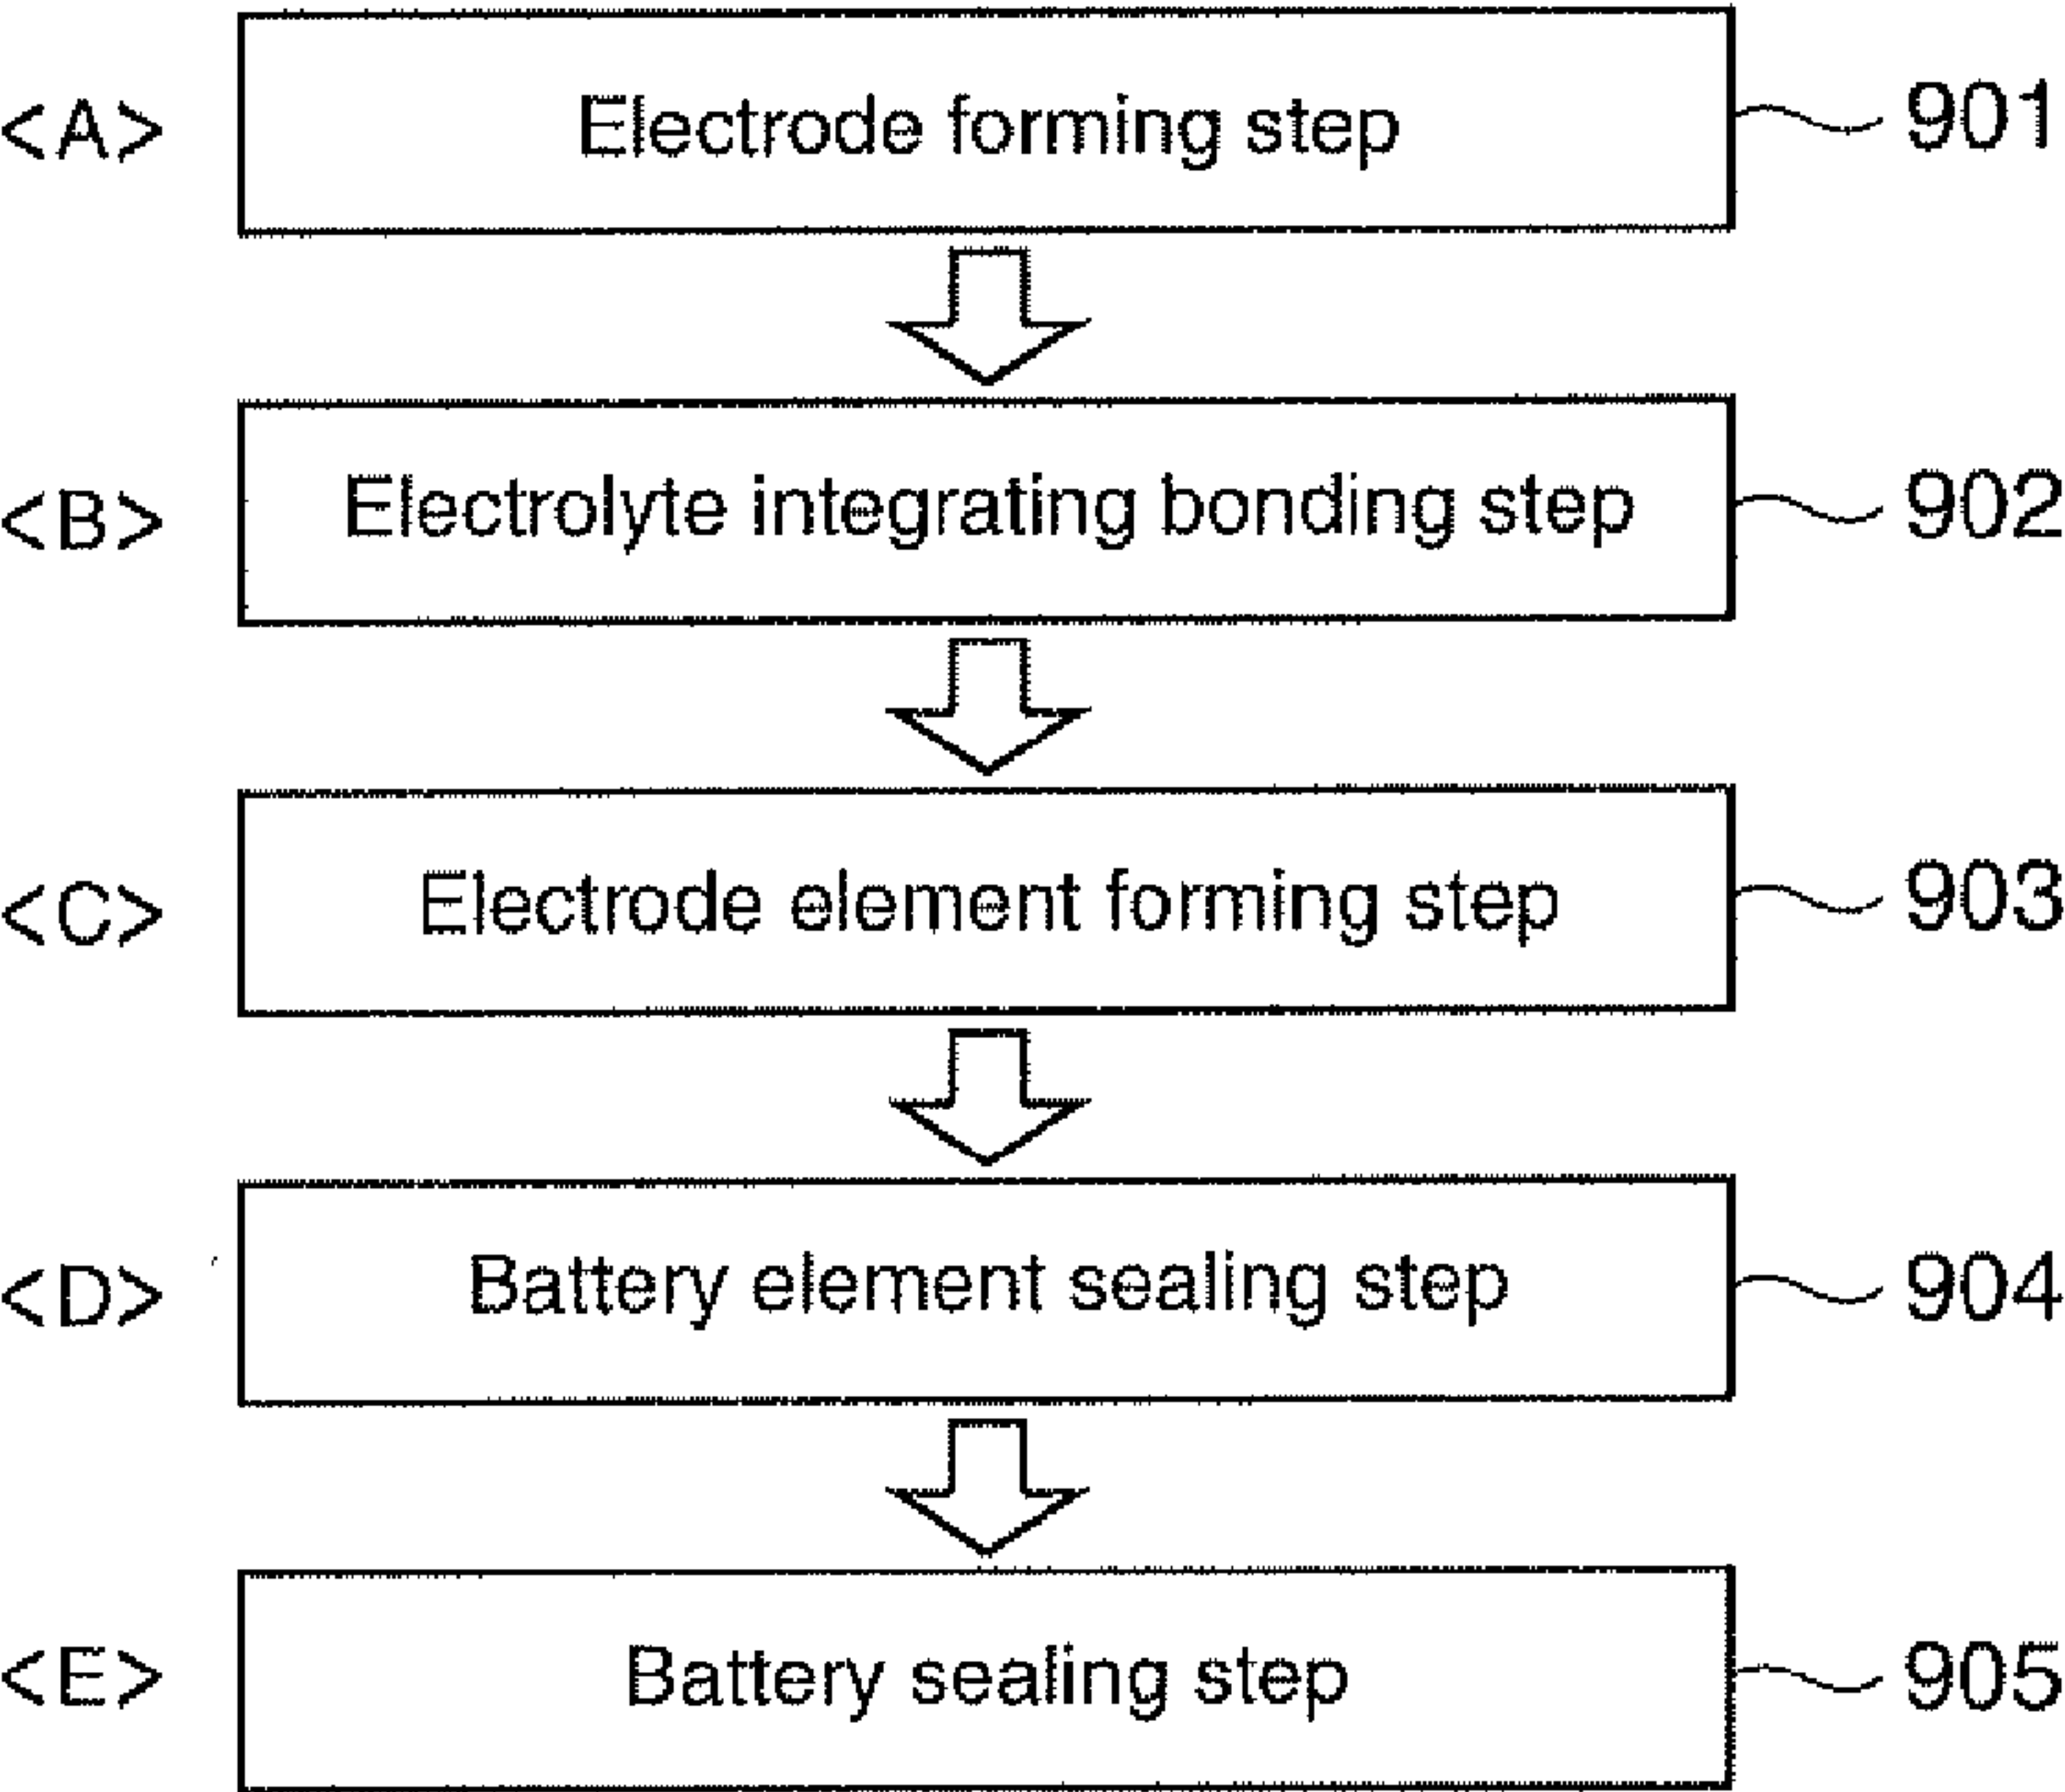 <A> Electrode forming step 901
<B> Electrolyte integrating bonding step 902
<C> Electrode element forming step 903
<D> Battery element sealing step 904
<E> Battery sealing step 905